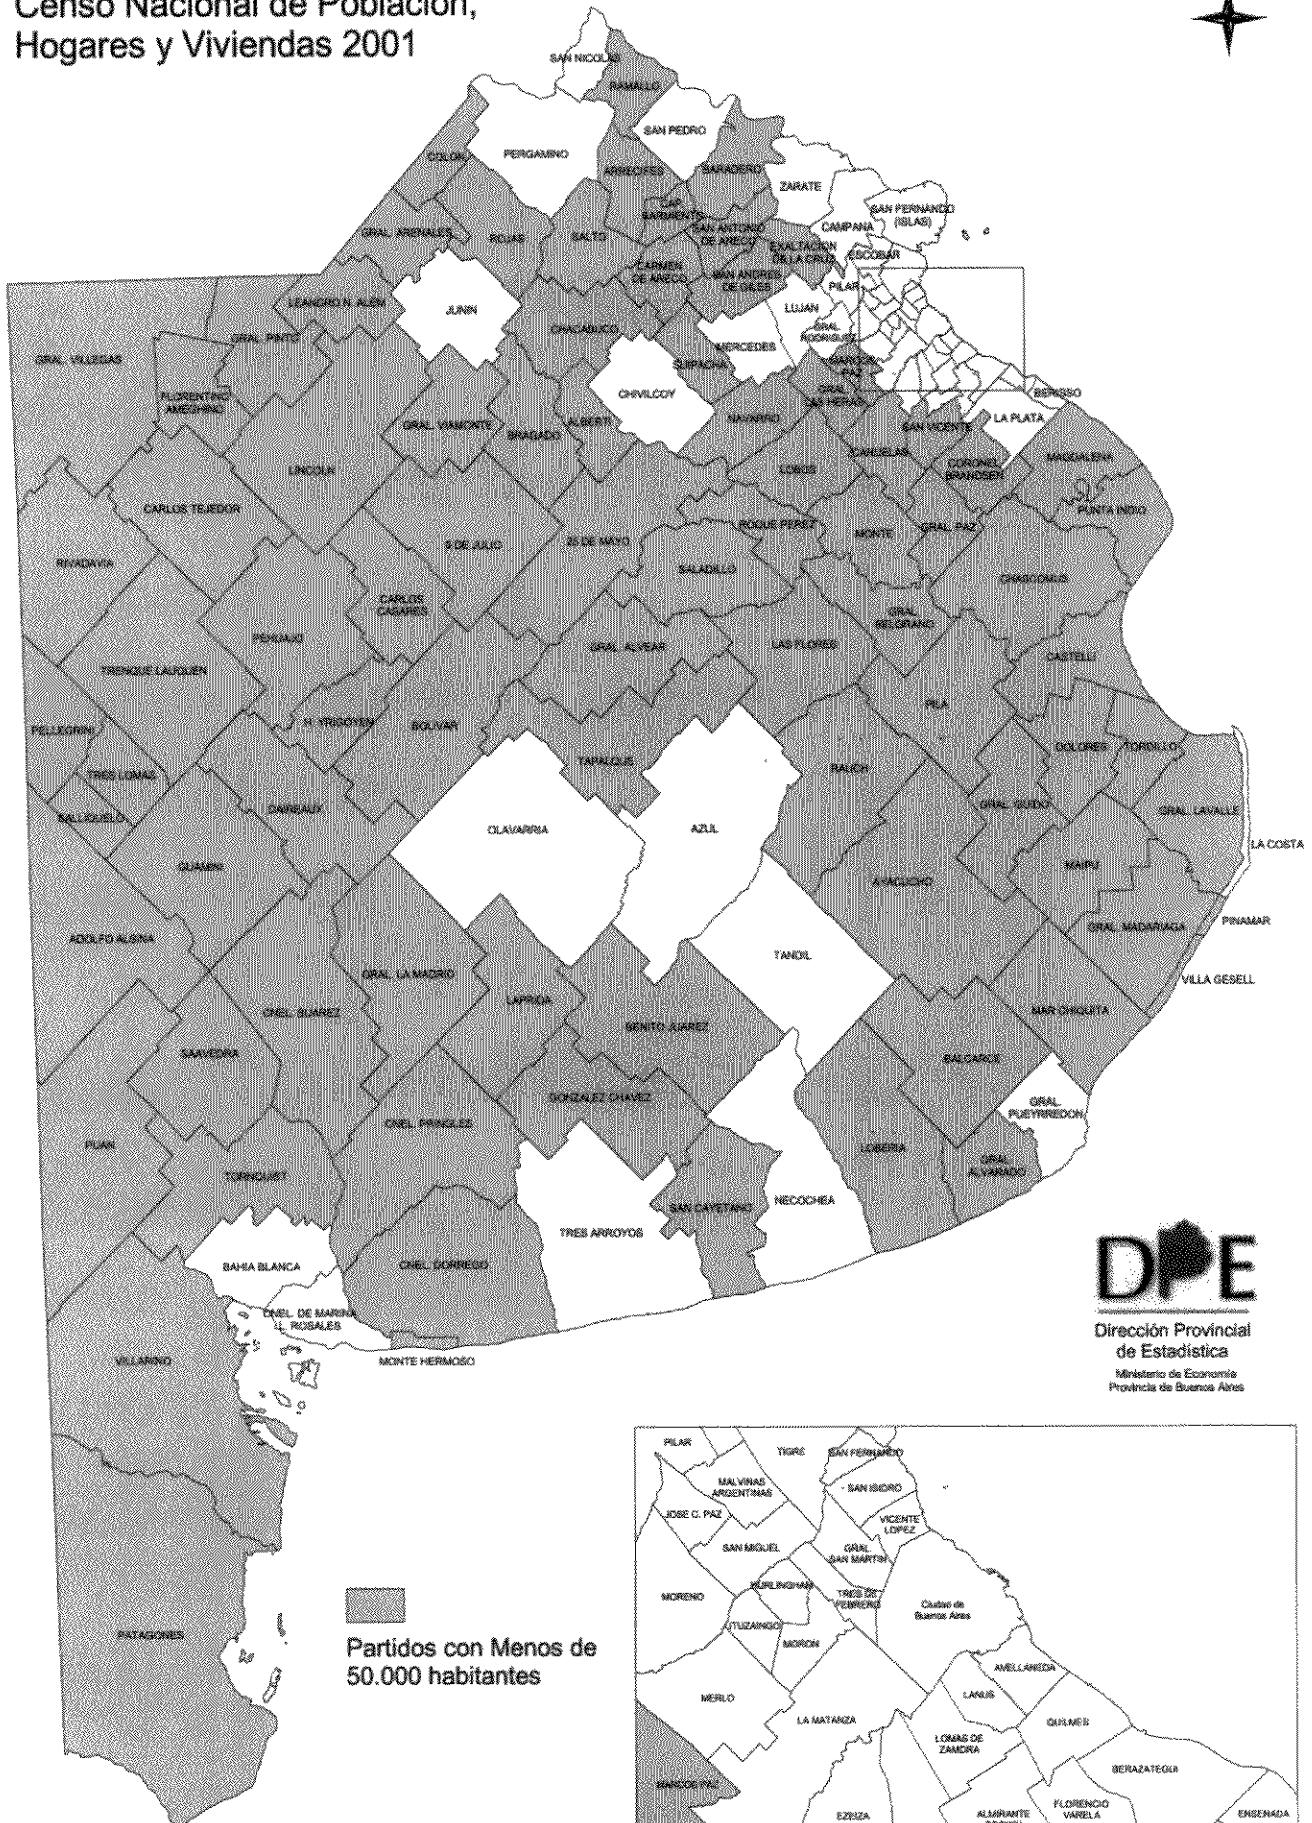 Censo Nacional de Población,
Hogares y Viviendas 2001
SAN NICOLAS
RAMALLO
SAN PEDRO
PERGAMINO
COLON
ARRECIFES
BARADERO
ZARATE
CAP.
SARMIENTO
SAN FERNANDO
(ISLAS)
CAMPANA
GRAL. ARENALES
ROJAS
SALTO
SAN ANTONIO
DE ARECO
EXALTACION
DE LA CRUZ
ESCOBAR
CARMEN
DE ARECO
SAN ANDRES
DE GILES
PILAR
LEANDRO N. ALEM
JUNIN
LUJAN
GRAL. VILLEGAS
GRAL. PINTO
CHACABUCO
GRAL.
RODRIGUEZ
MERCEDES
SUIPACHA
MARCOS
PAZ
FLORENTINO
AMEGHINO
CHIVILCOY
GRAL.
LAS HERAS
BERISSO
GRAL. VIAMONTE
BRAGADO
ALBERTI
NAVARRO
SAN VICENTE
LA PLATA
LINCOLN
LOBOS
CAÑUELAS
CORONEL
BRANDSEN
MAGDALENA
CARLOS TEJEDOR
PUNTA INDIO
9 DE JULIO
25 DE MAYO
ROQUE PEREZ
MONTE
GRAL. PAZ
RIVADAVIA
SALADILLO
CHASCOMUS
CARLOS
CASARES
GRAL.
BELGRANO
PEHUAJO
GRAL. ALVEAR
LAS FLORES
TRENQUE LAUQUEN
CASTELLI
PELLEGRINI
H. YRIGOYEN
BOLIVAR
PILA
TRES LOMAS
TAPALQUE
RAUCH
DOLORES
TORDILLO
SALLIQUELO
DAIREAUX
GRAL. GUIDO
GRAL. LAVALLE
OLAVARRIA
AZUL
LA COSTA
GUAMINI
AYACUCHO
MAIPU
ADOLFO ALSINA
GRAL. MADARIAGA
PINAMAR
GRAL. LA MADRID
TANDIL
VILLA GESELL
CNEL. SUAREZ
LAPRIDA
BENITO JUAREZ
MAR CHIQUITA
SAAVEDRA
BALCARCE
GONZALEZ CHAVEZ
GRAL.
PUEYRREDON
PUAN
CNEL. PRINGLES
LOBERIA
GRAL.
ALVARADO
TORNQUIST
SAN CAYETANO
NECOCHEA
TRES ARROYOS
BAHIA BLANCA
CNEL. DORREGO
CNEL. DE MARINA
L. ROSALES
VILLARINO
MONTE HERMOSO
PATAGONES
DPE
Dirección Provincial
de Estadística
Ministerio de Economía
Provincia de Buenos Aires
Partidos con Menos de
50.000 habitantes
PILAR
TIGRE
SAN FERNANDO
MALVINAS
ARGENTINAS
SAN ISIDRO
JOSE C. PAZ
VICENTE
LOPEZ
SAN MIGUEL
GRAL.
SAN MARTIN
HURLINGHAM
TRES DE
FEBRERO
MORENO
Ciudad de
Buenos Aires
ITUZAINGO
MORON
AVELLANEDA
MERLO
LANUS
LA MATANZA
QUILMES
LOMAS DE
ZAMORA
BERAZATEGUI
MARCOS PAZ
EZEIZA
ALMIRANTE
FLORENCIO
VARELA
ENSENADA